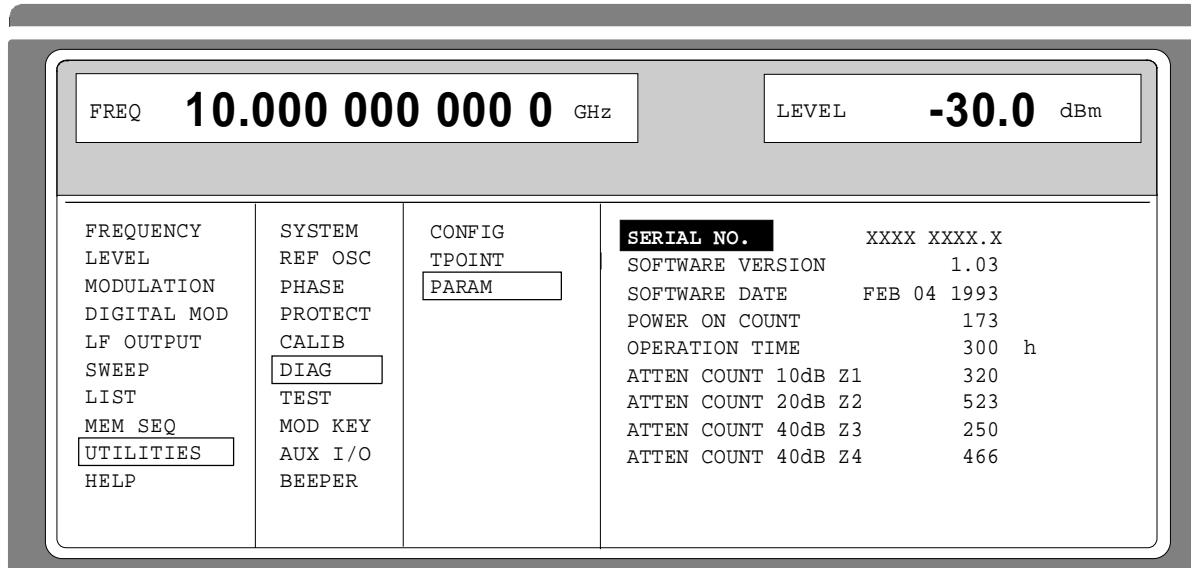 FREQ 10.000 000 000 0 GHz
LEVEL -30.0 dBm
FREQUENCY
LEVEL
MODULATION
DIGITAL MOD
LF OUTPUT
SWEEP
LIST
MEM SEQ
UTILITIES
HELP
SYSTEM
REF OSC
PHASE
PROTECT
CALIB
DIAG
TEST
MOD KEY
AUX I/O
BEEPER
CONFIG
TPOINT
PARAM
SERIAL NO. XXXX XXXX.X
SOFTWARE VERSION 1.03
SOFTWARE DATE FEB 04 1993
POWER ON COUNT 173
OPERATION TIME 300 h
ATTEN COUNT 10dB Z1 320
ATTEN COUNT 20dB Z2 523
ATTEN COUNT 40dB Z3 250
ATTEN COUNT 40dB Z4 466